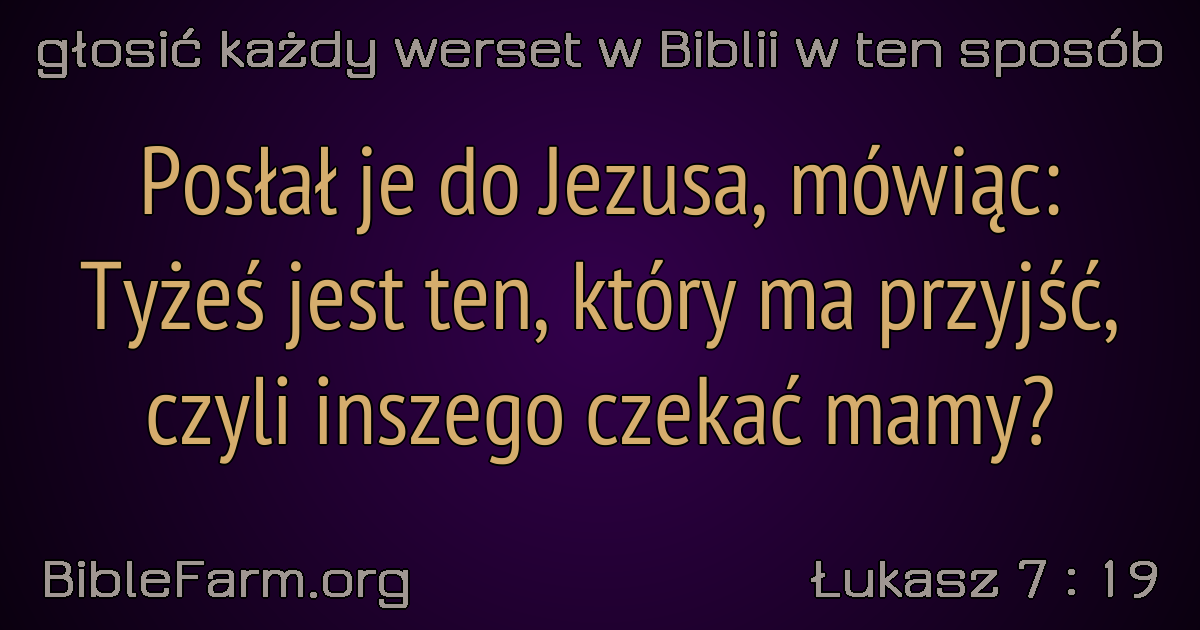 głosić każdy werset w Biblii w ten sposób
Posłał je do Jezusa, mówiąc:
Tyżeś jest ten, który ma przyjść,
czyli inszego czekać mamy?
BibleFarm.org
Łukasz 7 : 19